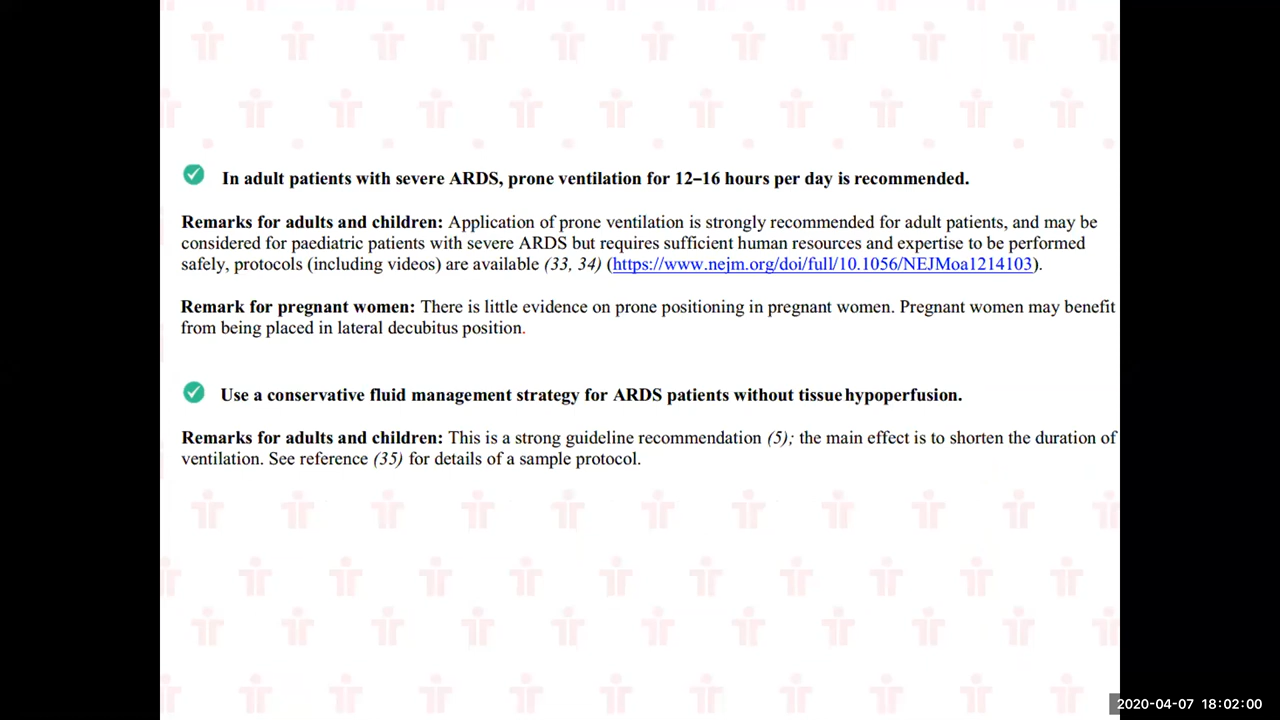 In adult patients with severe ARDS, prone ventilation for 12–16 hours per day is recommended.
Remarks for adults and children: Application of prone ventilation is strongly recommended for adult patients, and may be
considered for paediatric patients with severe ARDS but requires sufficient human resources and expertise to be performed
safely, protocols (including videos) are available (33, 34) (https://www.nejm.org/doi/full/10.1056/NEJMoa1214103).
Remark for pregnant women: There is little evidence on prone positioning in pregnant women. Pregnant women may benefit
from being placed in lateral decubitus position.
Use a conservative fluid management strategy for ARDS patients without tissue hypoperfusion.
Remarks for adults and children: This is a strong guideline recommendation (5); the main effect is to shorten the duration of
ventilation. See reference (35) for details of a sample protocol.
2020-04-07 18:02:00